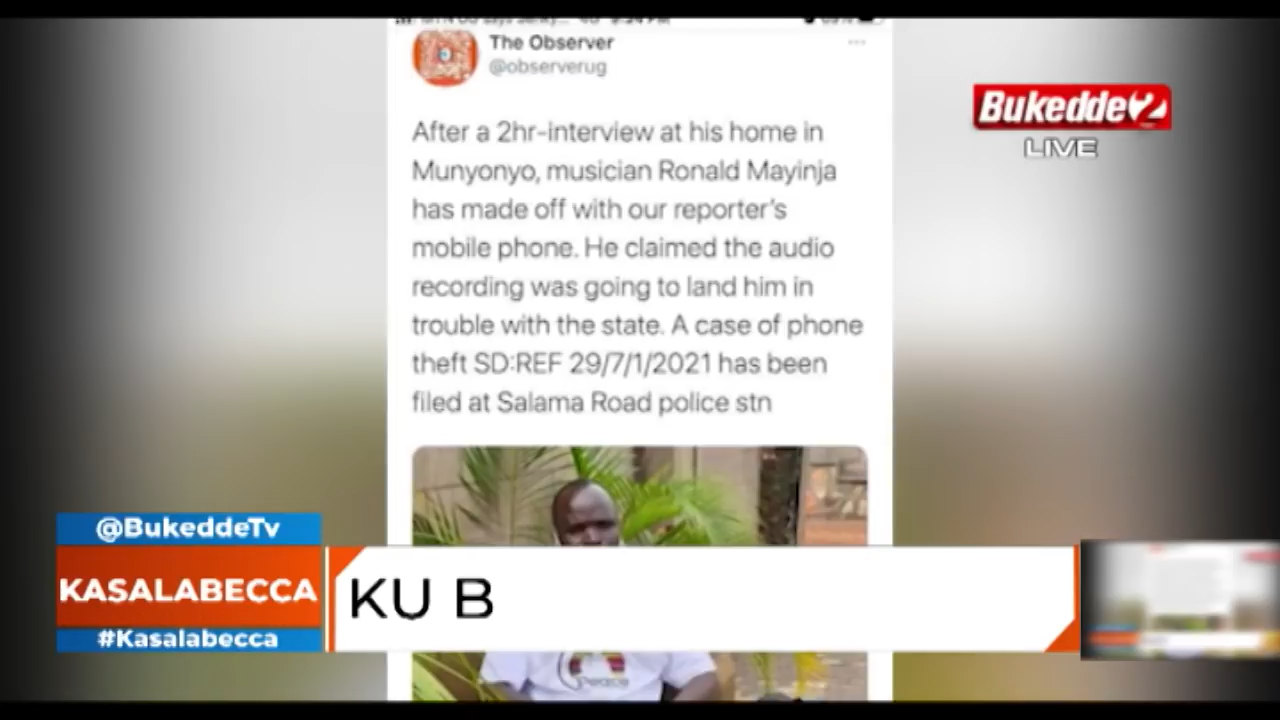 The Observer
@observerug
After a 2hr-interview at his home in
Munyonyo, musician Ronald Mayinja
has made off with our reporter's
mobile phone. He claimed the audio
recording was going to land him in
trouble with the state. A case of phone
theft SD:REF 29/7/1/2021 has been
filed at Salama Road police stn
Bukedde 2
LIVE
@BukeddeTv
KASALABECCA
#Kasalabecca
KU B
Peace